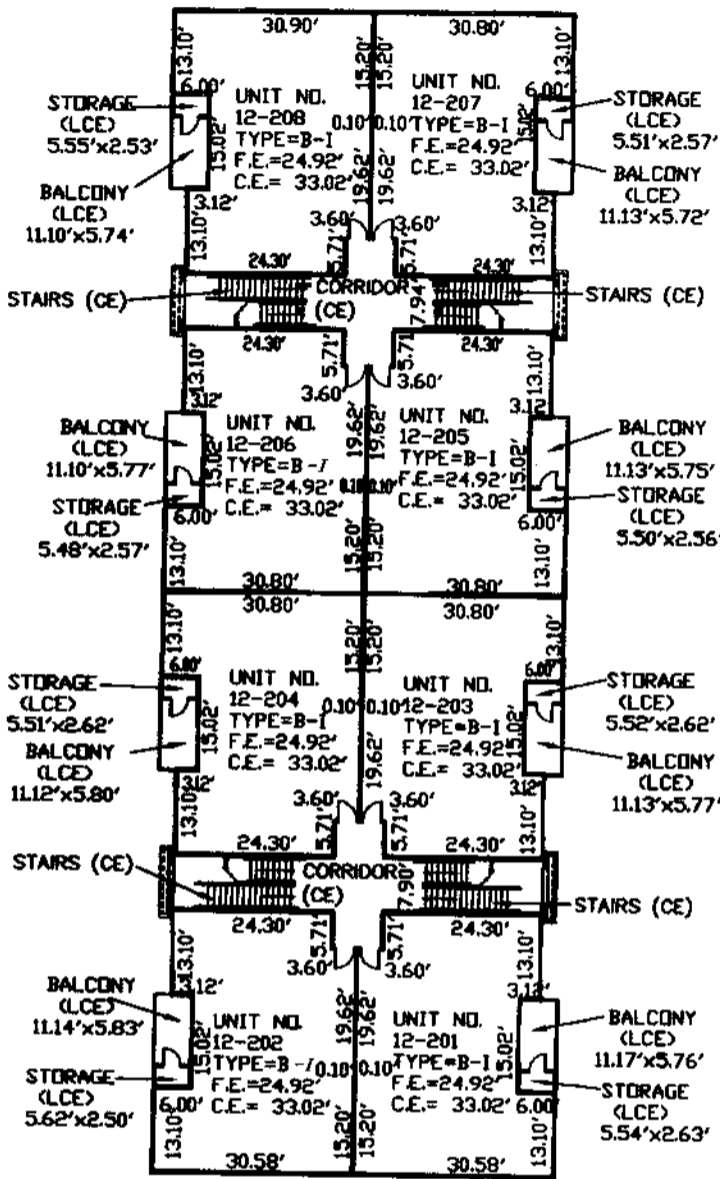 30.90'
30.80'
13.10'
15.20'
15.20'
13.10'
6.00'
6.00'
STORAGE
(LCE)
5.55'x2.53'
UNIT NO.
12-208
TYPE=B-I
F.E.=24.92'
C.E.= 33.02'
0.10'
0.10'
UNIT NO.
12-207
TYPE=B-I
F.E.=24.92'
C.E.= 33.02'
STORAGE
(LCE)
5.51'x2.57'
15.02'
15.02'
BALCONY
(LCE)
11.10'x5.74'
BALCONY
(LCE)
11.13'x5.72'
3.12'
19.62'
19.62'
3.12'
13.10'
3.60'
3.60'
13.10'
24.30'
5.71'
5.71'
24.30'
STAIRS (CE)
CORRIDOR
(CE)
7.94'
STAIRS (CE)
24.30'
5.71'
5.71'
24.30'
13.10'
3.60'
3.60'
13.10'
3.12'
19.62'
19.62'
3.12'
BALCONY
(LCE)
11.10'x5.77'
15.02'
UNIT NO.
12-206
TYPE=B-I
F.E.=24.92'
C.E.= 33.02'
0.10'
0.10'
UNIT NO.
12-205
TYPE=B-I
F.E.=24.92'
C.E.= 33.02'
15.02'
BALCONY
(LCE)
11.13'x5.75'
STORAGE
(LCE)
5.48'x2.57'
6.00'
6.00'
STORAGE
(LCE)
5.50'x2.56'
13.10'
15.20'
15.20'
13.10'
30.80'
30.80'
30.80'
30.80'
13.10'
15.20'
15.20'
13.10'
6.00'
6.00'
STORAGE
(LCE)
5.51'x2.62'
UNIT NO.
12-204
TYPE=B-I
F.E.=24.92'
C.E.= 33.02'
0.10'
0.10'
UNIT NO.
12-203
TYPE=B-I
F.E.=24.92'
C.E.= 33.02'
STORAGE
(LCE)
5.52'x2.62'
15.02'
15.02'
BALCONY
(LCE)
11.12'x5.80'
BALCONY
(LCE)
11.13'x5.77'
3.12'
19.62'
3.12'
13.10'
3.60'
3.60'
13.10'
24.30'
5.71'
5.71'
24.30'
STAIRS (CE)
CORRIDOR
(CE)
7.90'
STAIRS (CE)
24.30'
5.71'
5.71'
24.30'
13.10'
3.60'
3.60'
13.10'
3.12'
19.62'
19.62'
3.12'
BALCONY
(LCE)
11.14'x5.83'
15.02'
UNIT NO.
12-202
TYPE=B-I
F.E.=24.92'
C.E.= 33.02'
0.10'
0.10'
UNIT NO.
12-201
TYPE=B-I
F.E.=24.92'
C.E.= 33.02'
15.02'
BALCONY
(LCE)
11.17'x5.76'
STORAGE
(LCE)
5.62'x2.50'
6.00'
6.00'
STORAGE
(LCE)
5.54'x2.63'
13.10'
15.20'
15.20'
13.10'
30.58'
30.58'